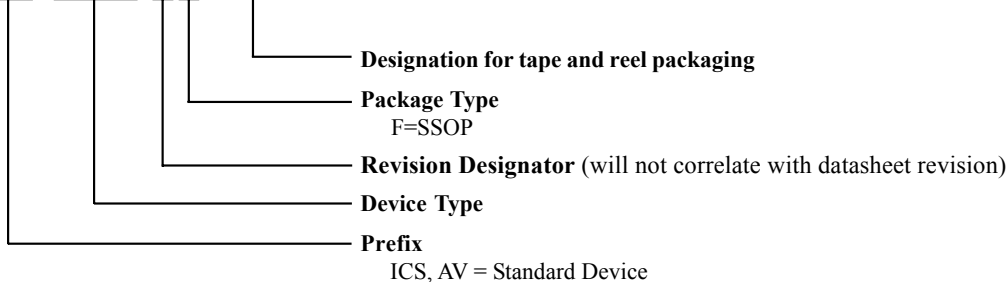 Designation for tape and reel packaging
Package Type
F=SSOP
Revision Designator (will not correlate with datasheet revision)
Device Type
Prefix
ICS, AV = Standard Device